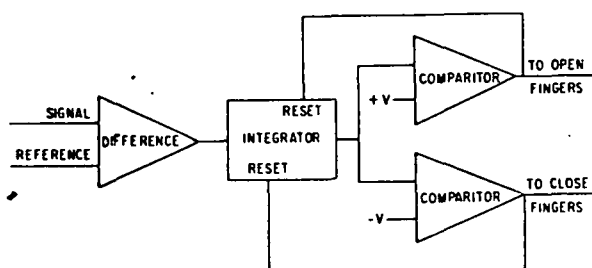 SIGNAL
REFERENCE
DIFFERENCE
RESET
INTEGRATOR
RESET
COMPARITOR
+V
TO OPEN
FINGERS
COMPARITOR
-V
TO CLOSE
FINGERS